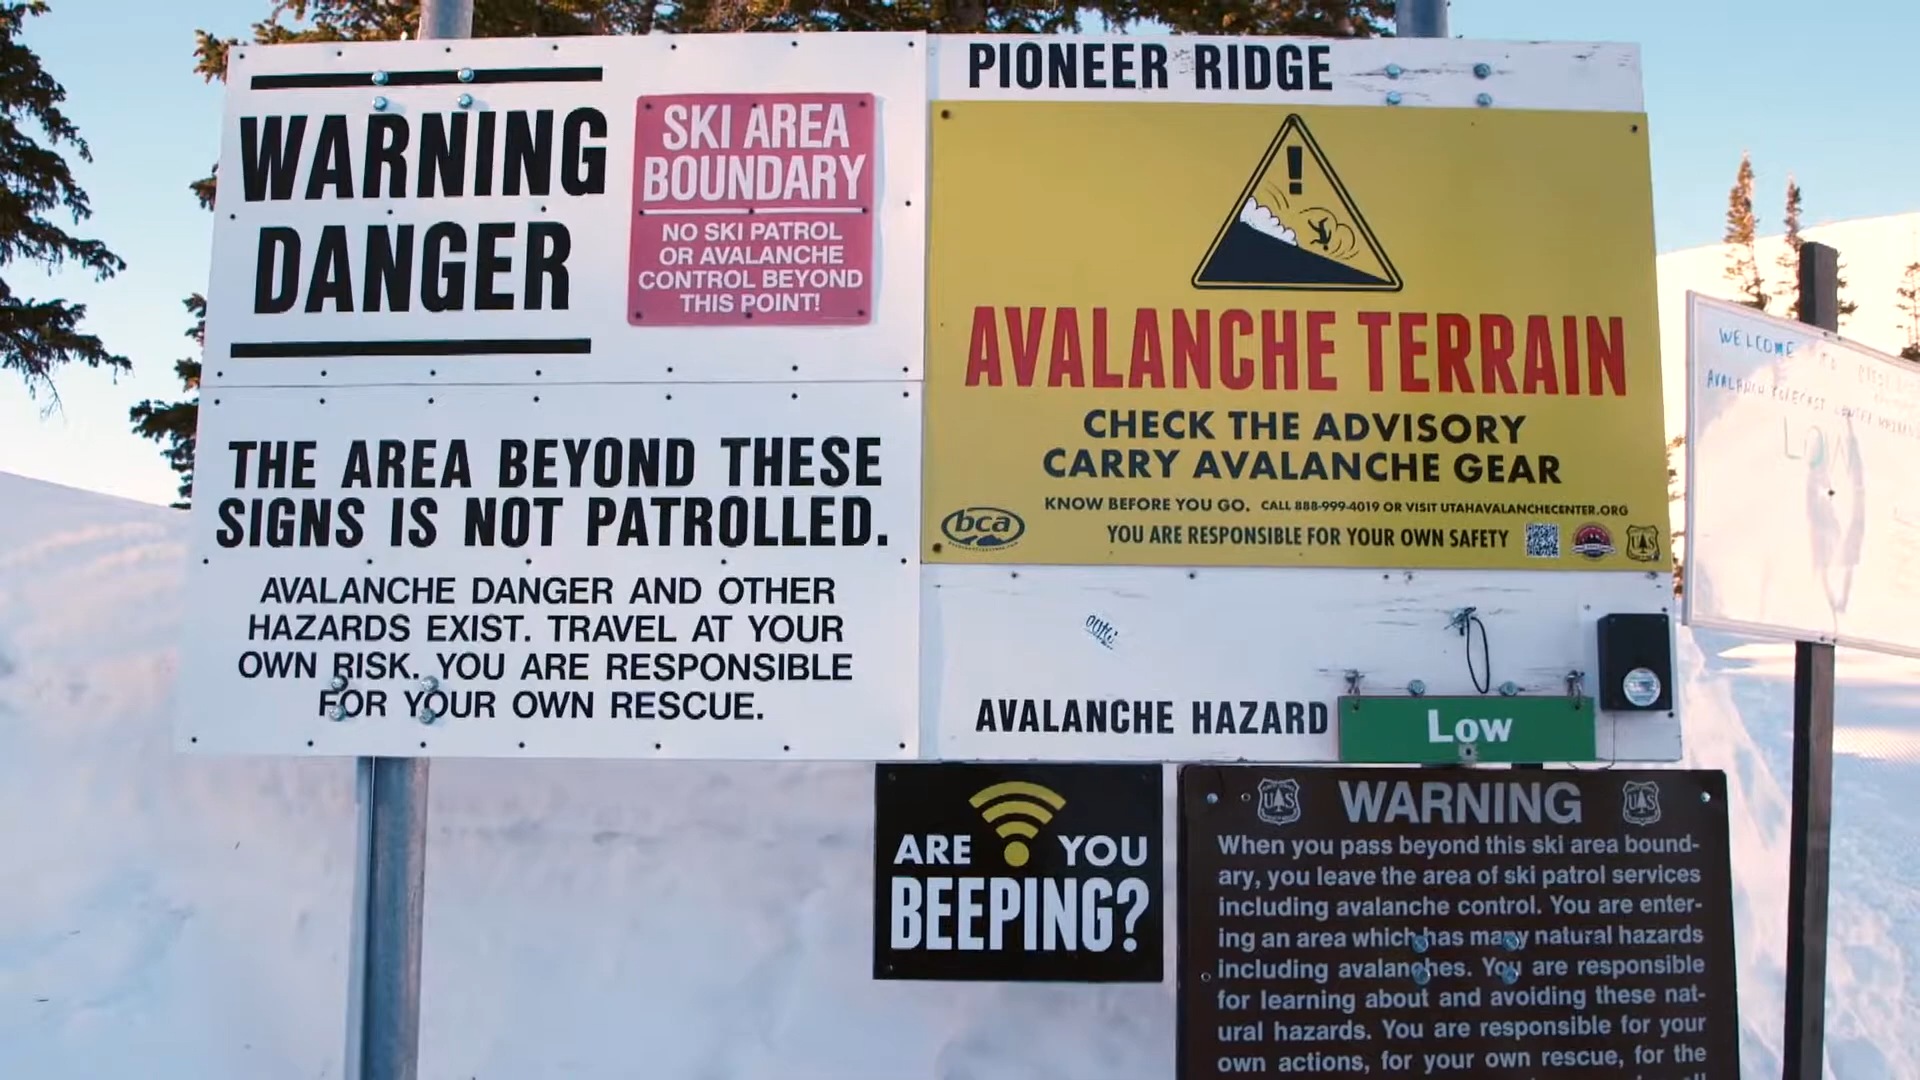 WARNING
DANGER
SKI AREA
BOUNDARY
NO SKI PATROL
OR AVALANCHE
CONTROL BEYOND
THIS POINT!
THE AREA BEYOND THESE
SIGNS IS NOT PATROLLED.
AVALANCHE DANGER AND OTHER
HAZARDS EXIST. TRAVEL AT YOUR
OWN RISK. YOU ARE RESPONSIBLE
FOR YOUR OWN RESCUE.
PIONEER RIDGE
!
AVALANCHE TERRAIN
CHECK THE ADVISORY
CARRY AVALANCHE GEAR
KNOW BEFORE YOU GO. CALL 888-999-4019 OR VISIT UTAHAVALANCHECENTER.ORG
bca
YOU ARE RESPONSIBLE FOR YOUR OWN SAFETY
AVALANCHE HAZARD
Low
ARE YOU
BEEPING?
US WARNING US
When you pass beyond this ski area bound-
ary, you leave the area of ski patrol services
including avalanche control. You are enter-
ing an area which has many natural hazards
including avalanches. You are responsible
for learning about and avoiding these nat-
ural hazards. You are responsible for your
own actions, for your own rescue, for the
WELCOME TO
FORECAST
LOW